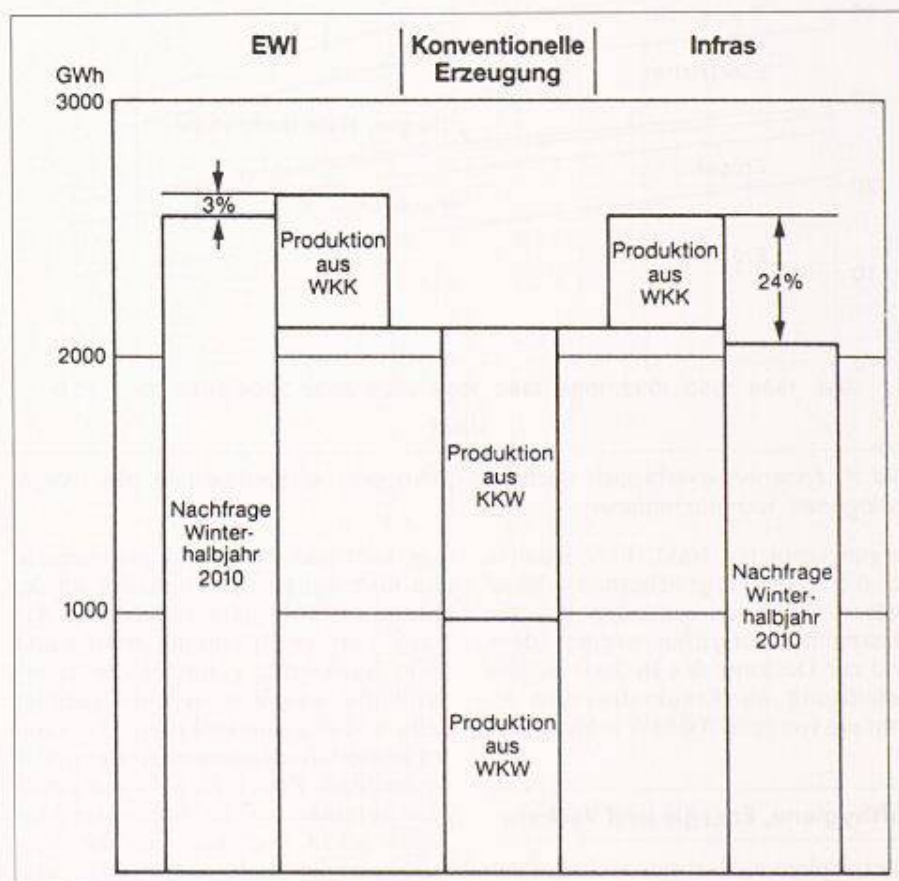 EWI
Konventionelle
Erzeugung
Infras
GWh
3000
3%
Produktion
aus
WKK
Produktion
aus
WKK
24%
2000
Produktion
aus
KKW
Nachfrage
Winter-
halbjahr
2010
Nachfrage
Winter-
halbjahr
2010
1000
Produktion
aus
WKW